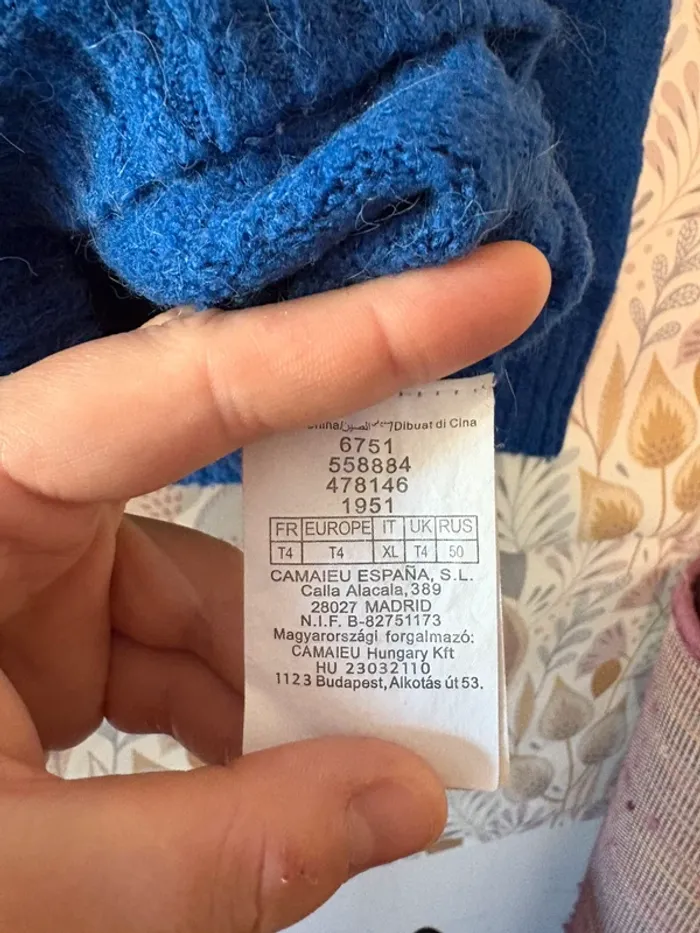 الصين/Dibuat di Cina
6751
558884
478146
1951
FR EUROPE IT UK RUS
T4 T4 XL T4 50
CAMAIEU ESPAÑA, S.L.
Calla Alacala,389
28027 MADRID
N.I.F. B-82751173
Magyarországi forgalmazó:
CAMAIEU Hungary Kft
HU 23032110
1123 Budapest,Alkotás út 53.